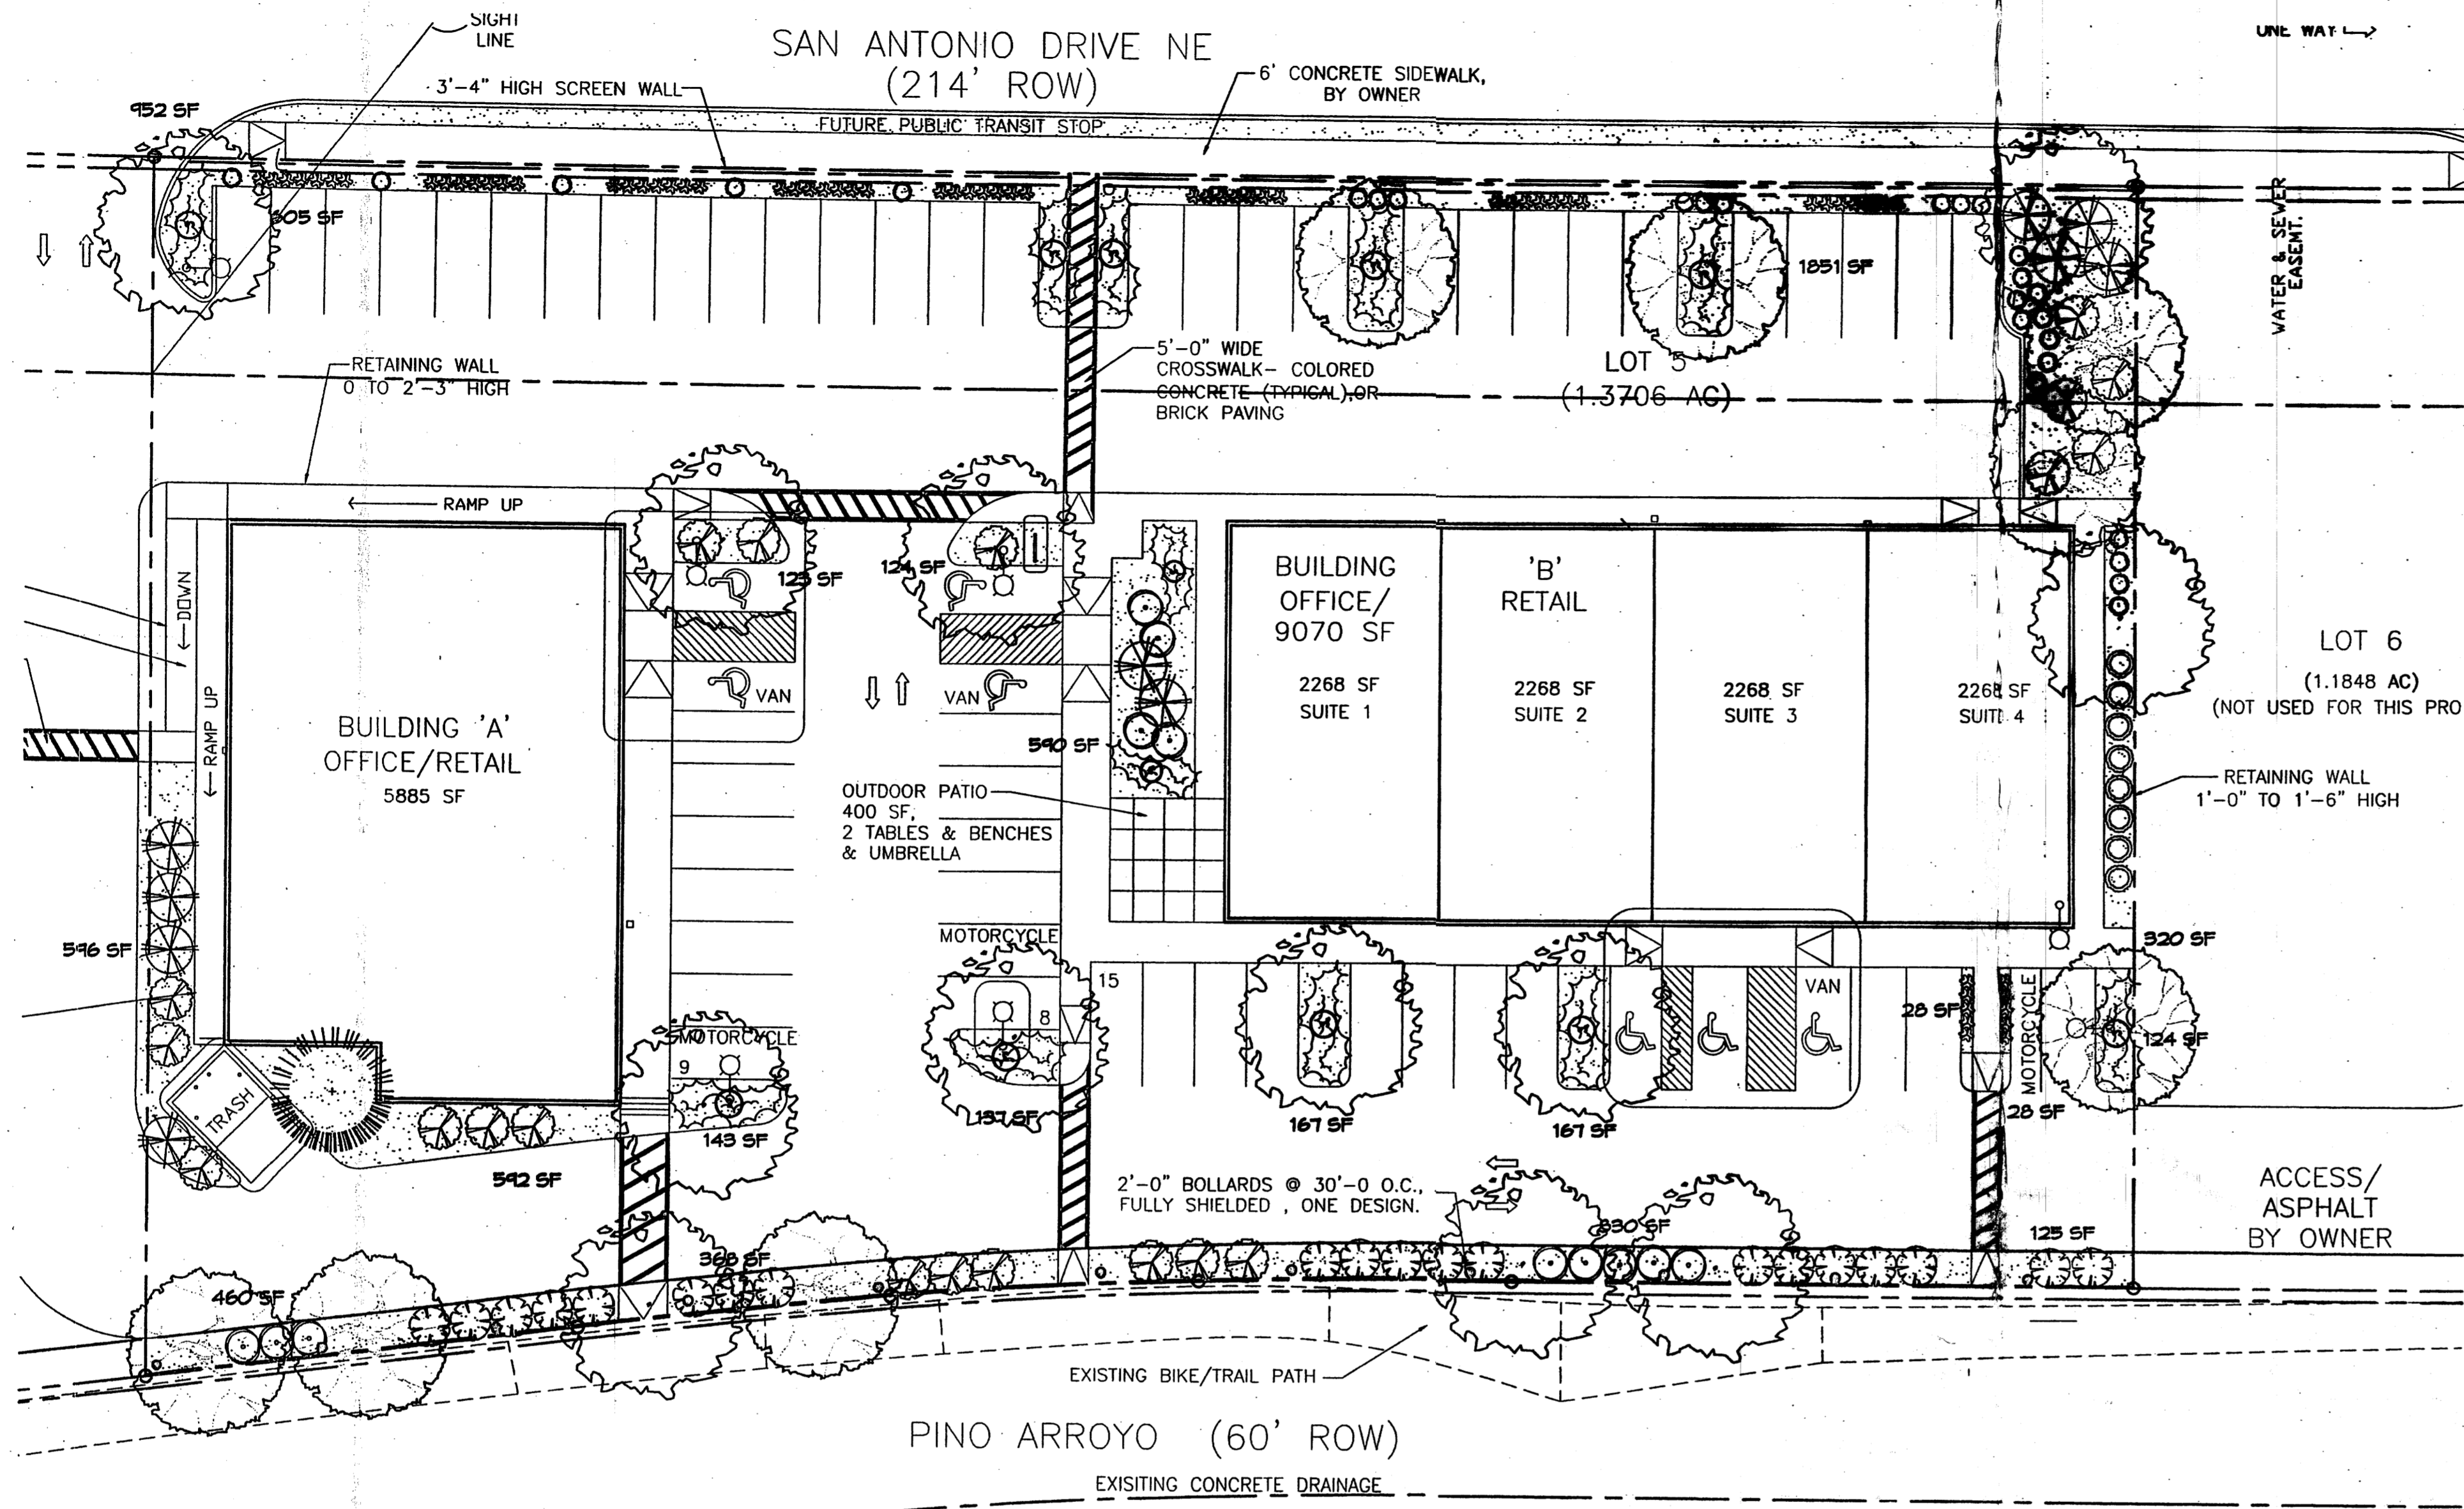 SIGHT
LINE
SAN ANTONIO DRIVE NE
(214' ROW)
UNE WAY
3'-4" HIGH SCREEN WALL
6' CONCRETE SIDEWALK,
BY OWNER
952 SF
FUTURE PUBLIC TRANSIT STOP
WATER & SEWER
EASEMT.
1851 SF
RETAINING WALL
0 TO 2'-3" HIGH
5'-0" WIDE
CROSSWALK- COLORED
CONCRETE (TYPICAL),OR
BRICK PAVING
LOT 5
(1.3706 AC)
RAMP UP
DOWN
RAMP UP
123 SF
124 SF
VAN
VAN
BUILDING 'A'
OFFICE/RETAIL
5885 SF
BUILDING 'B'
OFFICE/ RETAIL
9070 SF
2268 SF
SUITE 1
2268 SF
SUITE 2
2268 SF
SUITE 3
2268 SF
SUITE 4
LOT 6
(1.1848 AC)
(NOT USED FOR THIS PRO
590 SF
OUTDOOR PATIO
400 SF,
2 TABLES & BENCHES
& UMBRELLA
RETAINING WALL
1'-0" TO 1'-6" HIGH
MOTORCYCLE
320 SF
15
VAN
28 SF
MOTORCYCLE
124 SF
MOTORCYCLE
9
8
TRASH
143 SF
137 SF
167 SF
167 SF
28 SF
592 SF
2'-0" BOLLARDS @ 30'-0 O.C.,
FULLY SHIELDED , ONE DESIGN.
ACCESS/
ASPHALT
BY OWNER
125 SF
368 SF
460 SF
EXISTING BIKE/TRAIL PATH
PINO ARROYO (60' ROW)
EXISITING CONCRETE DRAINAGE